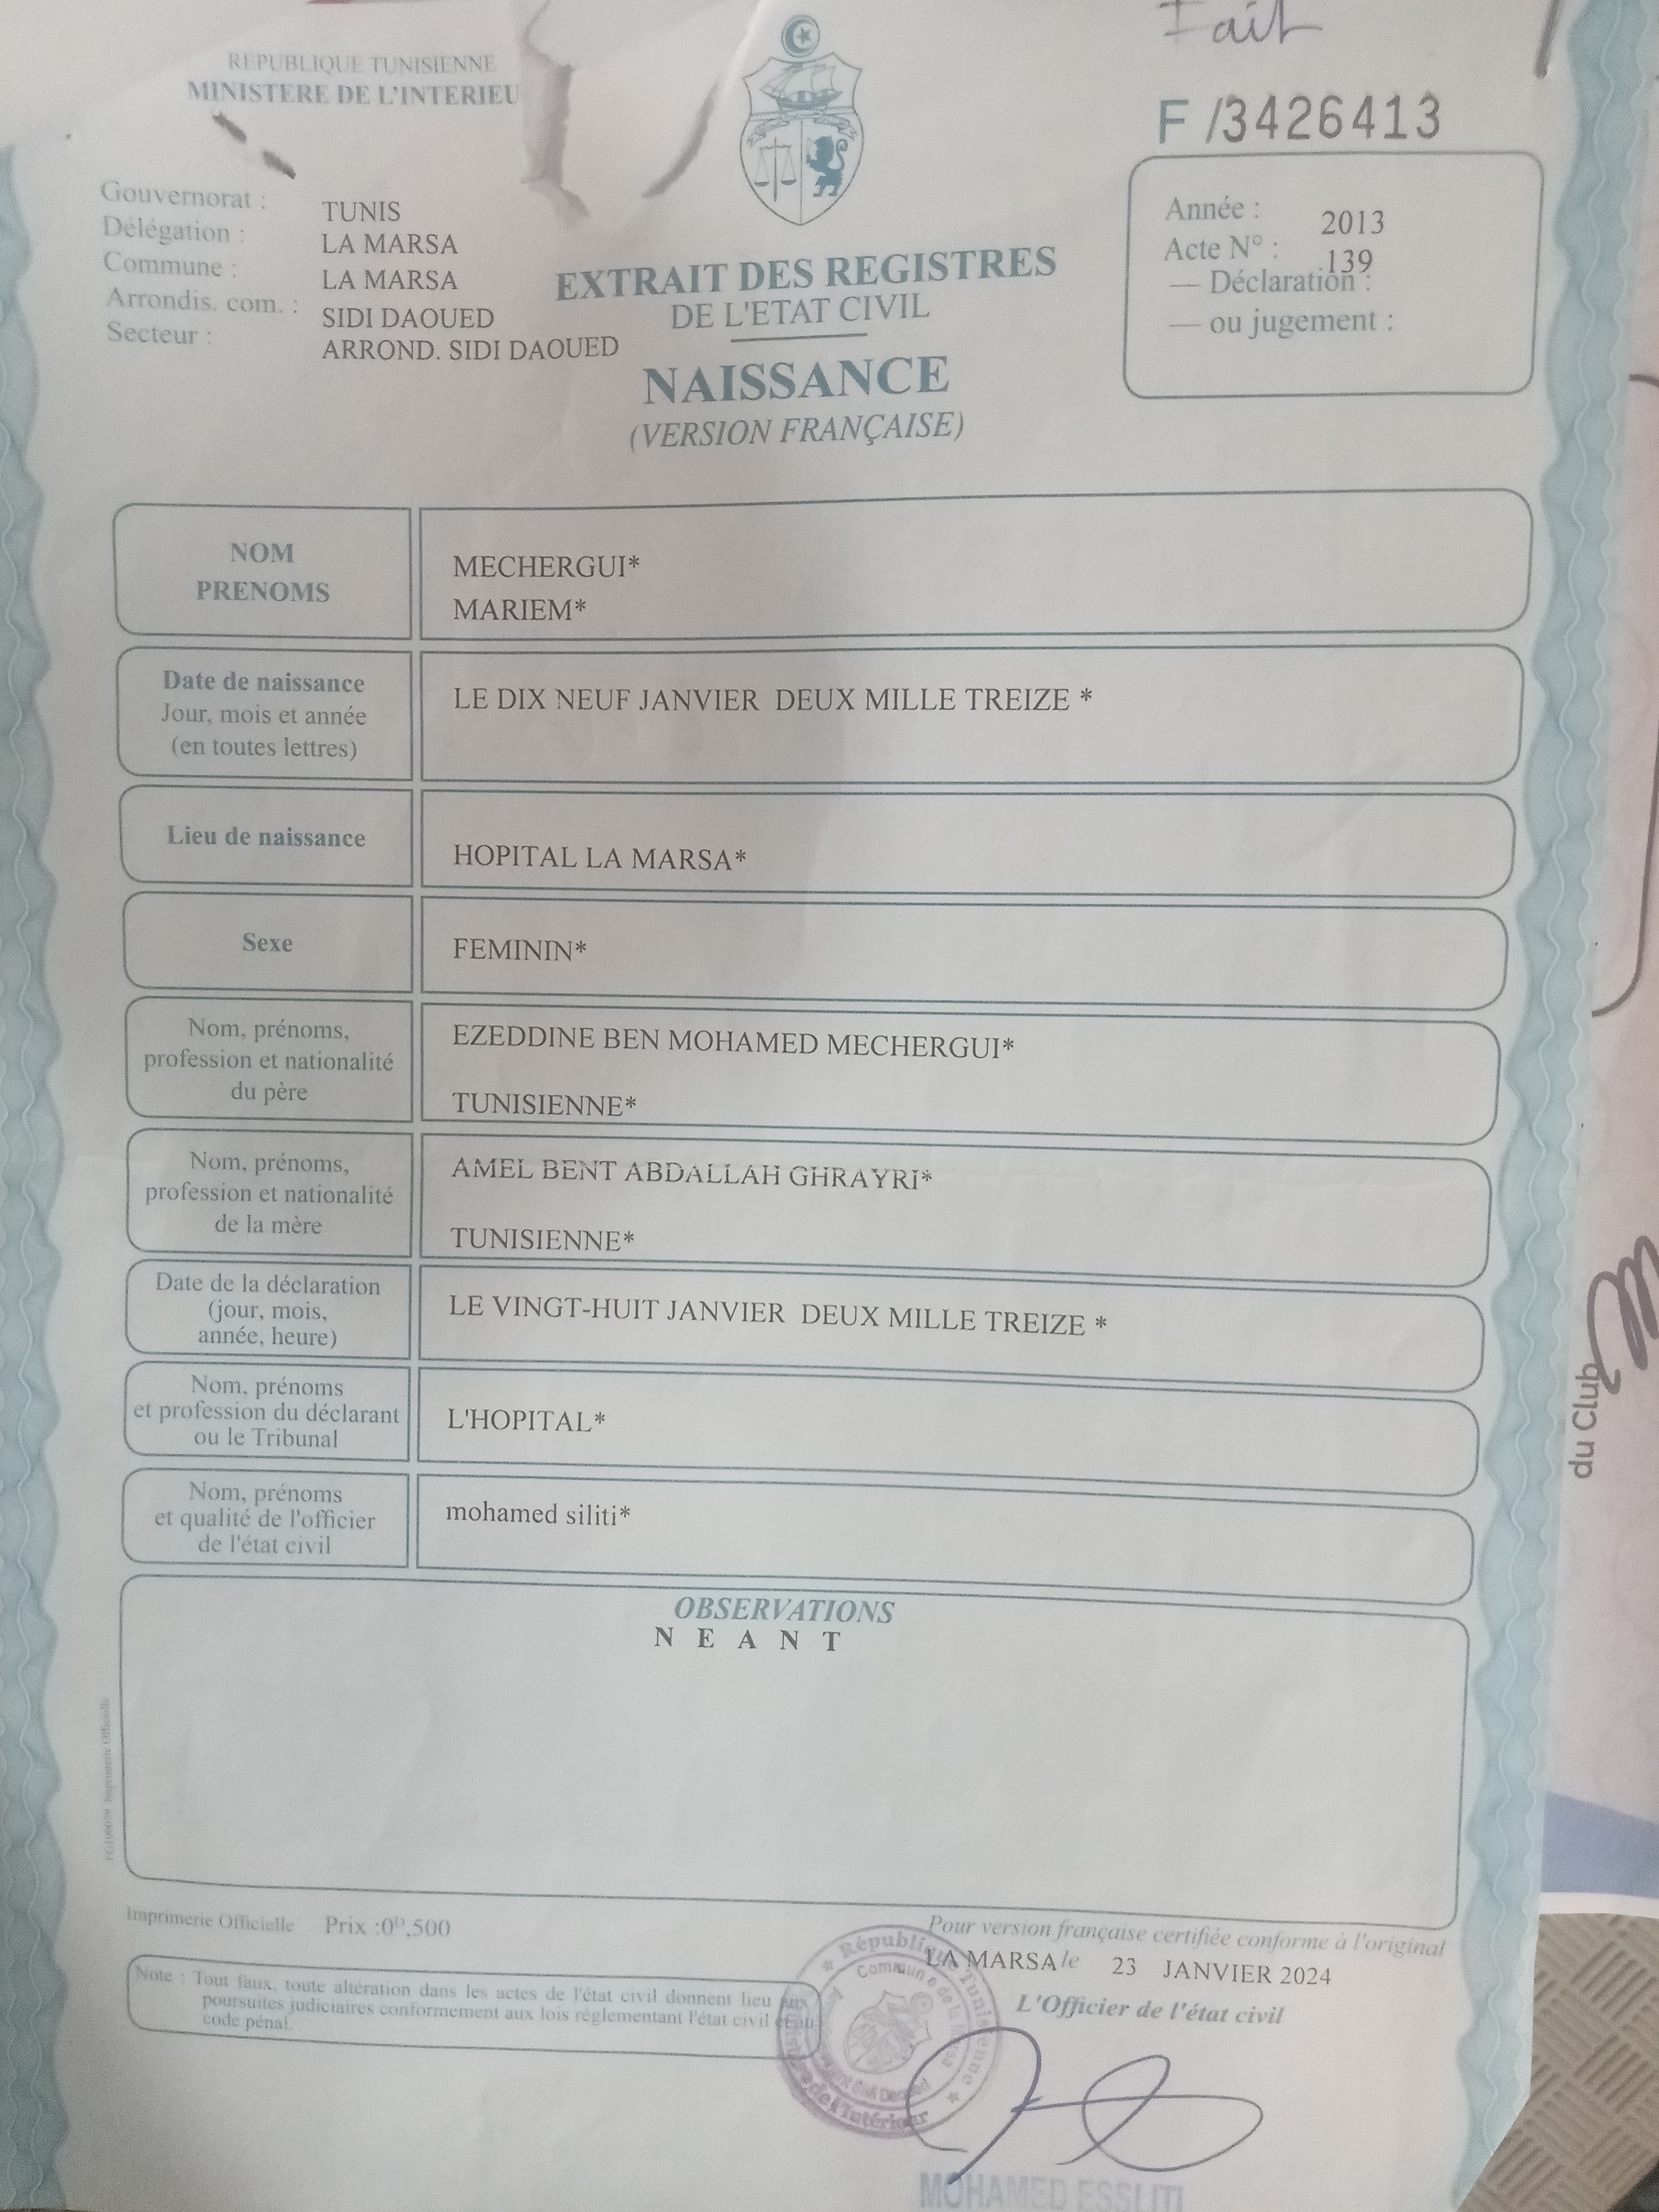 Fait
REPUBLIQUE TUNISIENNE
MINISTERE DE L'INTERIEU
F /3426413
Gouvernorat : TUNIS
Délégation : LA MARSA
Commune : LA MARSA
Arrondis. com. : SIDI DAOUED
Secteur : ARROND. SIDI DAOUED
EXTRAIT DES REGISTRES
DE L'ETAT CIVIL
NAISSANCE
(VERSION FRANÇAISE)
Année : 2013
Acte N° : 139
— Déclaration :
— ou jugement :
NOM
PRENOMS
MECHERGUI*
MARIEM*
Date de naissance
Jour, mois et année
(en toutes lettres)
LE DIX NEUF JANVIER DEUX MILLE TREIZE *
Lieu de naissance
HOPITAL LA MARSA*
Sexe
FEMININ*
Nom, prénoms,
profession et nationalité
du père
EZEDDINE BEN MOHAMED MECHERGUI*
TUNISIENNE*
Nom, prénoms,
profession et nationalité
de la mère
AMEL BENT ABDALLAH GHRAYRI*
TUNISIENNE*
Date de la déclaration
(jour, mois,
année, heure)
LE VINGT-HUIT JANVIER DEUX MILLE TREIZE *
Nom, prénoms
et profession du déclarant
ou le Tribunal
L'HOPITAL*
Nom, prénoms
et qualité de l'officier
de l'état civil
mohamed siliti*
OBSERVATIONS
N E A N T
Imprimerie Officielle
Imprimerie Officielle Prix :0ᴰ,500
Note : Tout faux, toute altération dans les actes de l'état civil donnent lieu aux
poursuites judiciaires conformement aux lois réglementant l'état civil et au
code pénal.
Pour version française certifiée conforme à l'original
LA MARSA le 23 JANVIER 2024
L'Officier de l'état civil
République Tunisienne
de l'Intérieur
Commune de la Marsa
MOHAMED ESSLITI
du Club